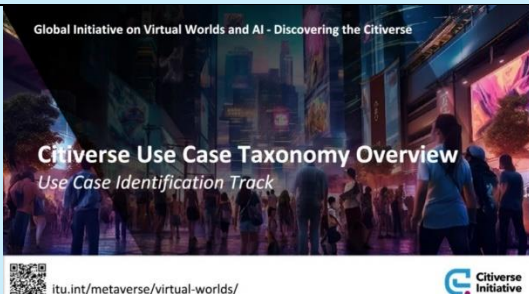 Global Initiative on Virtual Worlds and AI - Discovering the Citiverse
Citiverse Use Case Taxonomy Overview
Use Case Identification Track
itu.int/metaverse/virtual-worlds/
Citiverse
Initiative